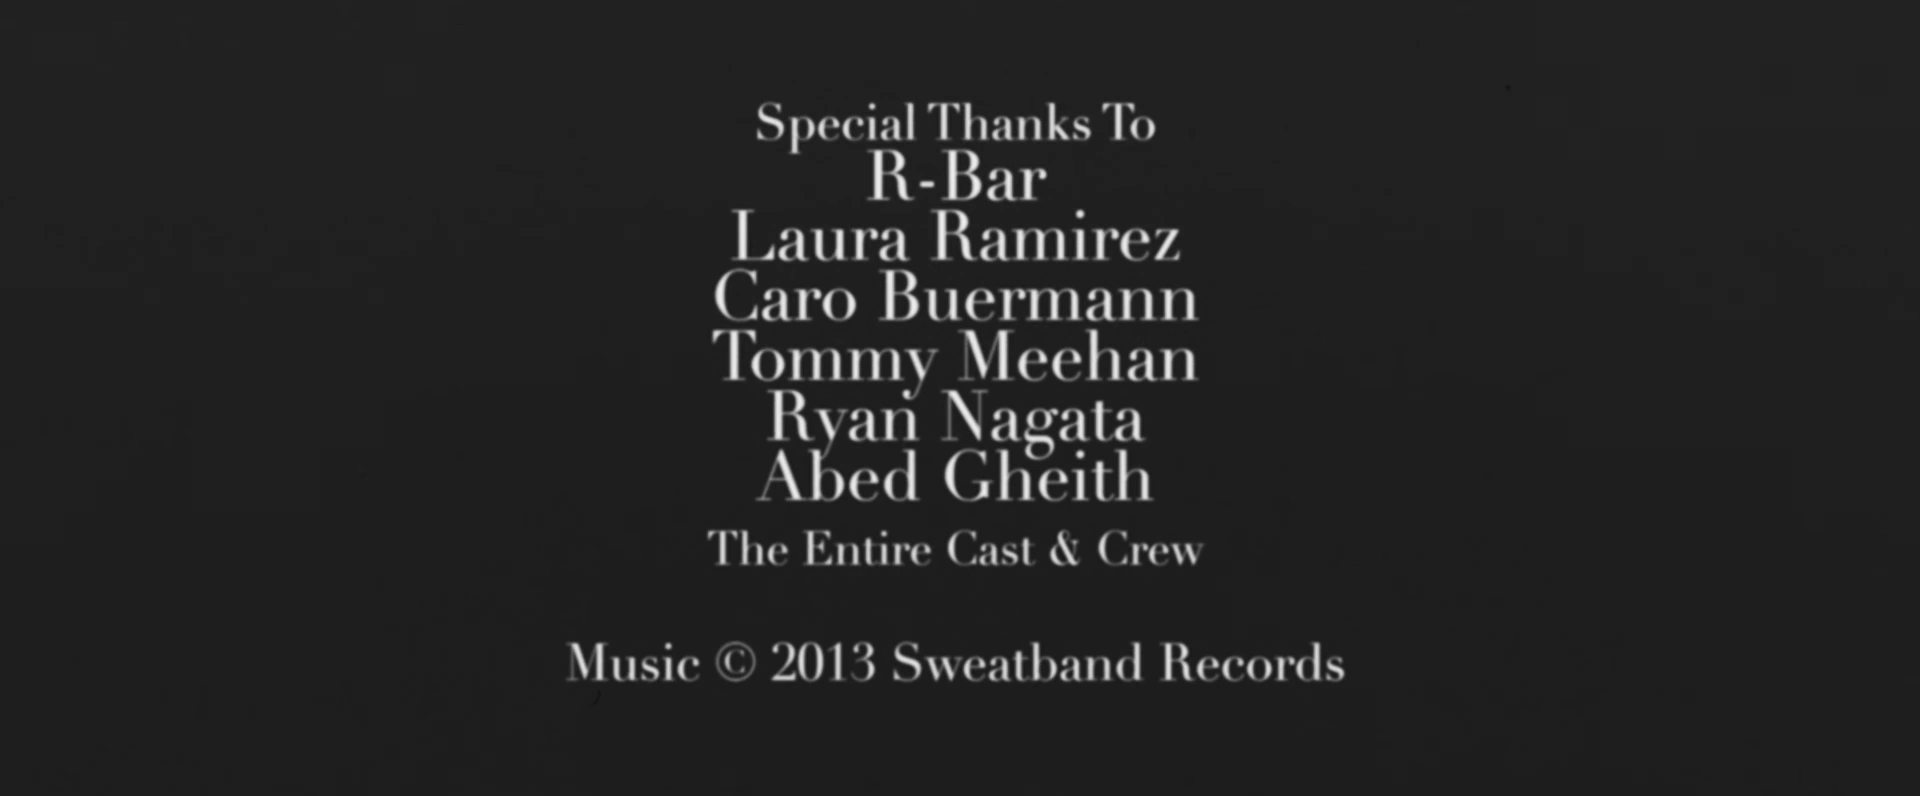 Special Thanks To
R-Bar
Laura Ramirez
Caro Buermann
Tommy Meehan
Ryan Nagata
Abed Gheith
The Entire Cast & Crew
Music © 2013 Sweatband Records